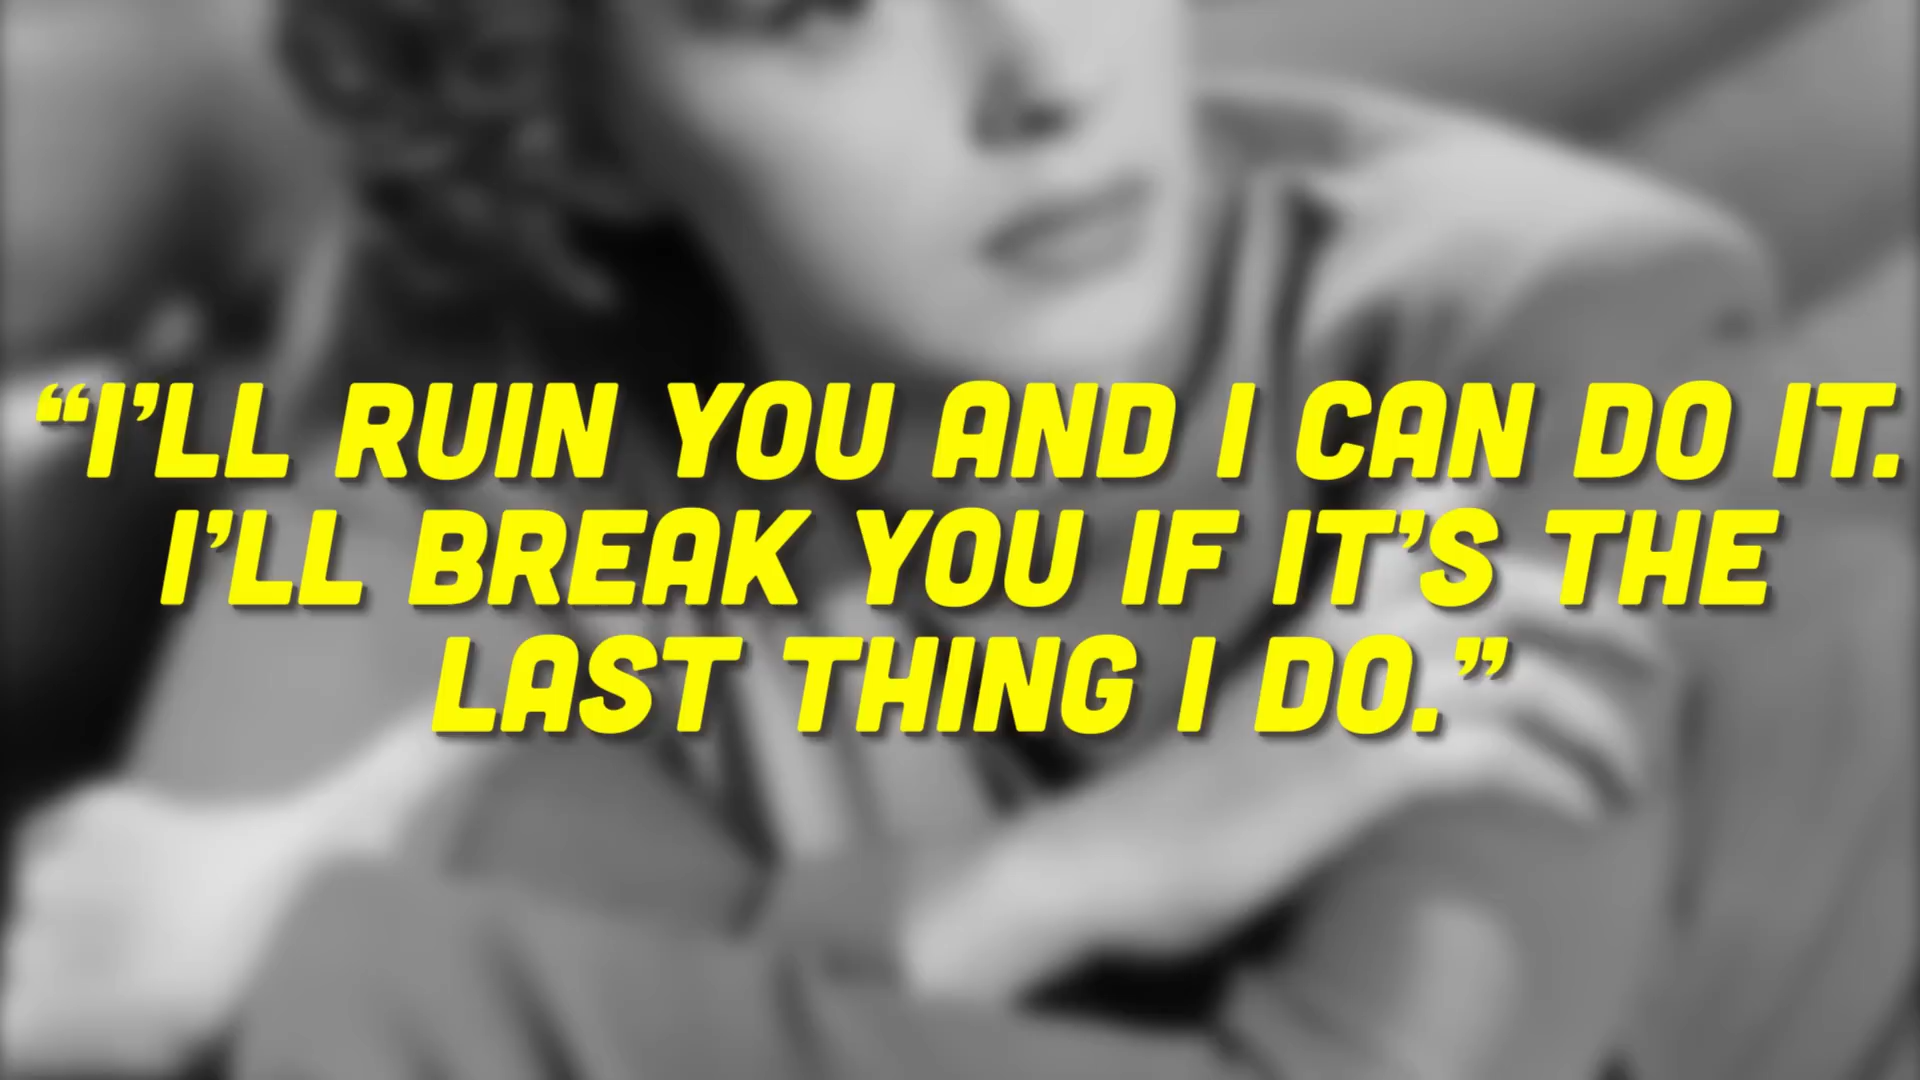 “I’LL RUIN YOU AND I CAN DO IT.
I’LL BREAK YOU IF IT’S THE
LAST THING I DO.”